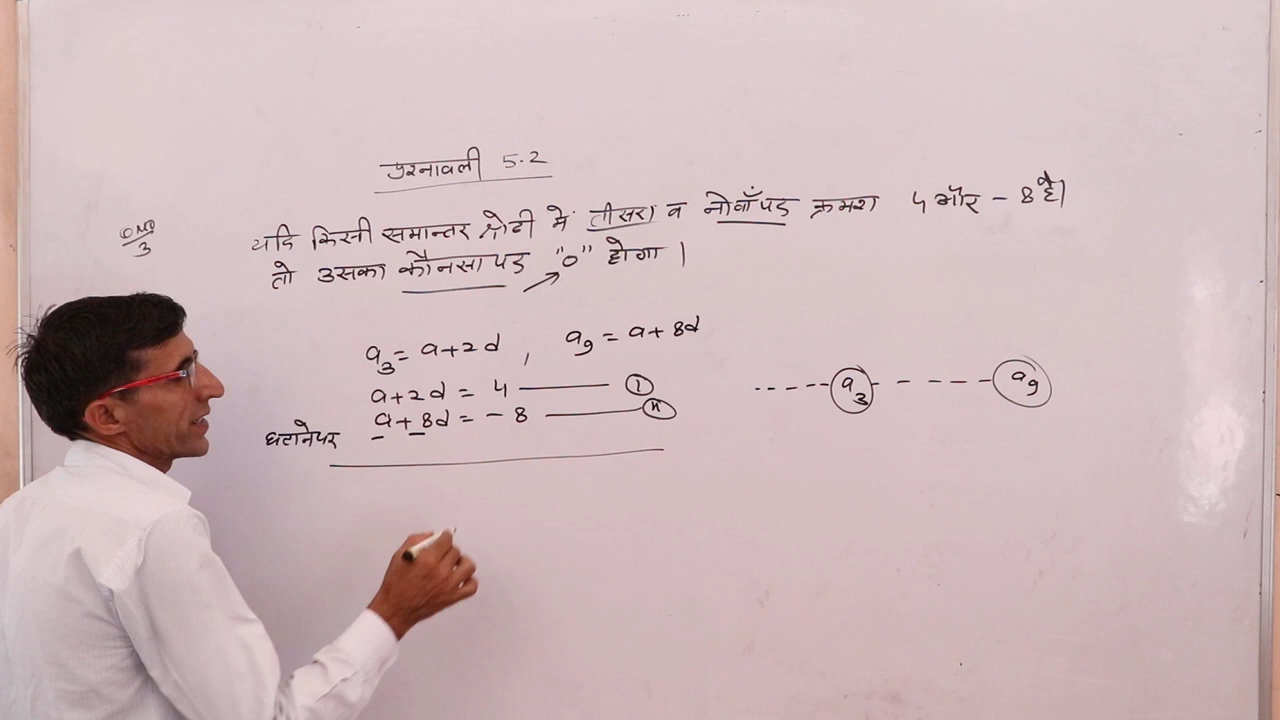 प्रश्नावली 5.2
Q.NO 3 यदि किसी समान्तर श्रेढी में तीसरा व नोवाँ पद क्रमश 4 और - 8 है।
तो उसका कौनसा पद "0" होगा।
a₃ = a+2d , a₉ = a+8d
a+2d = 4 ① 
a+8d = - 8 ②
घटाने पर - -
a₃ a₉